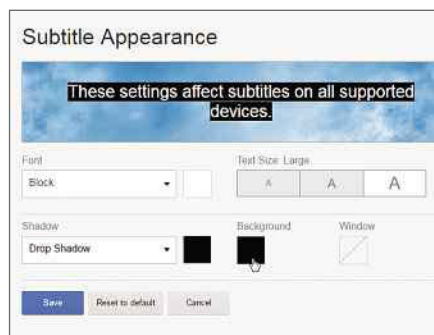 Subtitle Appearance
These settings affect subtitles on all supported
devices.
Font
Text Size: Large
Block
A A A
Shadow
Background
Window
Drop Shadow
Save
Reset to default
Cancel